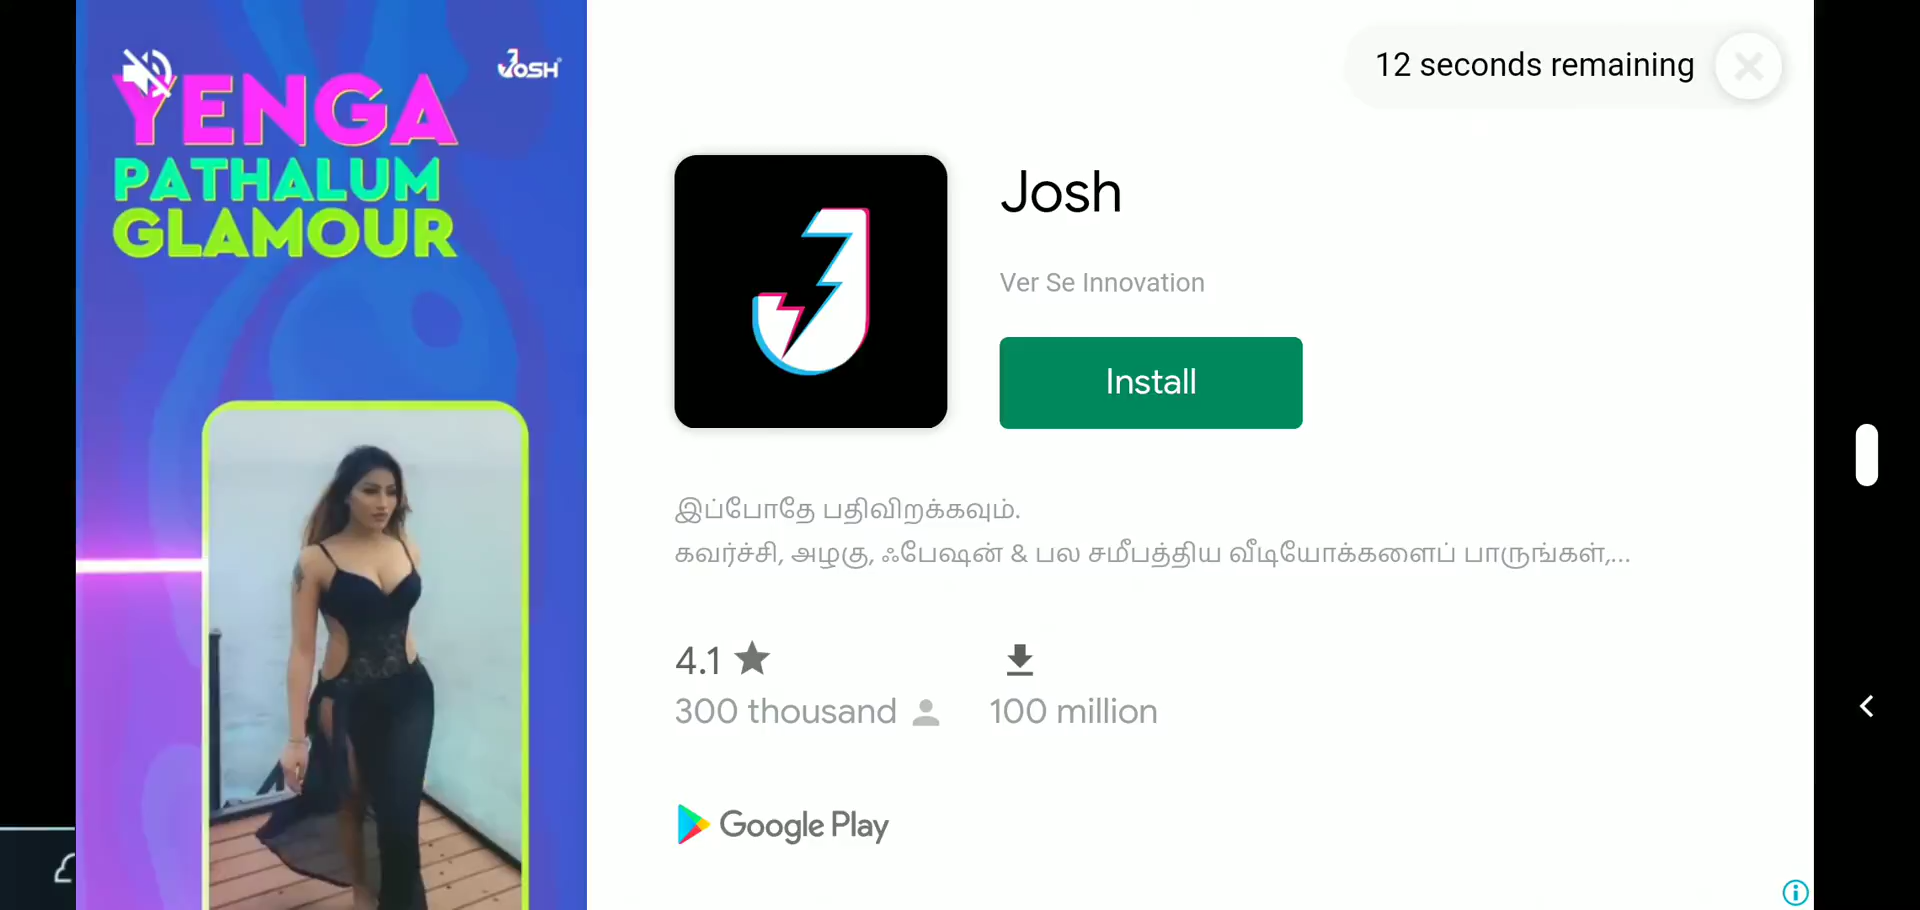 YENGA
PATHALUM
GLAMOUR
JOSH
12 seconds remaining
Josh
Ver Se Innovation
Install
இப்போதே பதிவிறக்கவும்.
கவர்ச்சி, அழகு, ஃபேஷன் & பல சமீபத்திய வீடியோக்களைப் பாருங்கள்,...
4.1
300 thousand
100 million
Google Play